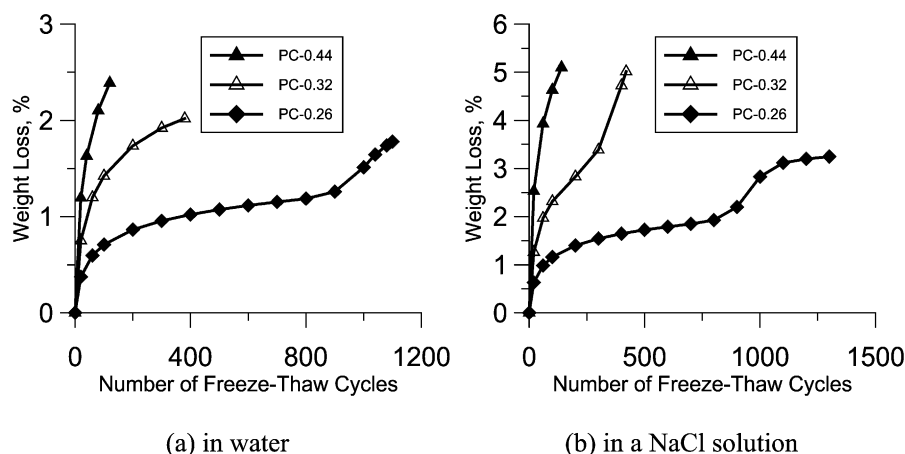 3
2
1
0
Weight Loss, %
PC-0.44
PC-0.32
PC-0.26
0
400
800
1200
Number of Freeze-Thaw Cycles
(a) in water
6
5
4
3
2
1
0
Weight Loss, %
PC-0.44
PC-0.32
PC-0.26
0
500
1000
1500
Number of Freeze-Thaw Cycles
(b) in a NaCl solution